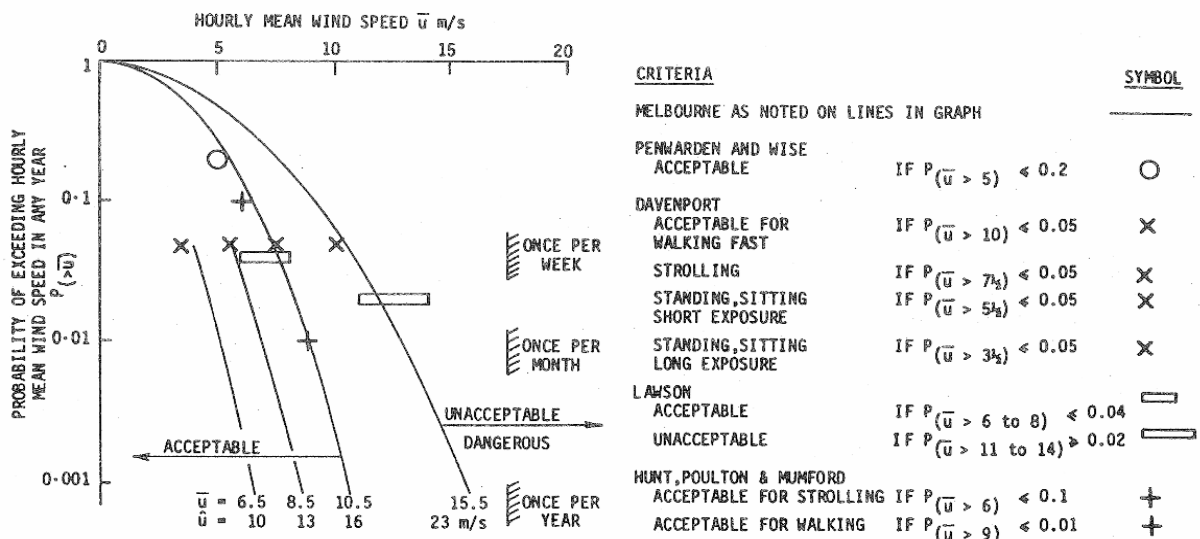 HOURLY MEAN WIND SPEED u̅ m/s
0 5 10 15 20
1
0·1
0·01
0·001
PROBABILITY OF EXCEEDING HOURLY
MEAN WIND SPEED IN ANY YEAR
P(>u̅)
ONCE PER
WEEK
ONCE PER
MONTH
UNACCEPTABLE
DANGEROUS
ACCEPTABLE
u̅ = 6.5 8.5 10.5 15.5
û = 10 13 16 23 m/s
ONCE PER
YEAR
CRITERIA SYMBOL
MELBOURNE AS NOTED ON LINES IN GRAPH
PENWARDEN AND WISE
ACCEPTABLE IF P(u̅ > 5) ⩽ 0.2
DAVENPORT
ACCEPTABLE FOR IF P(u̅ > 10) ⩽ 0.05
WALKING FAST
STROLLING IF P(u̅ > 7½) ⩽ 0.05
STANDING,SITTING IF P(u̅ > 5½) ⩽ 0.05
SHORT EXPOSURE
STANDING,SITTING IF P(u̅ > 3½) ⩽ 0.05
LONG EXPOSURE
LAWSON
ACCEPTABLE IF P(u̅ > 6 to 8) ⩽ 0.04
UNACCEPTABLE IF P(u̅ > 11 to 14) ⩾ 0.02
HUNT,POULTON & MUMFORD
ACCEPTABLE FOR STROLLING IF P(u̅ > 6) ⩽ 0.1
ACCEPTABLE FOR WALKING IF P(u̅ > 9) ⩽ 0.01